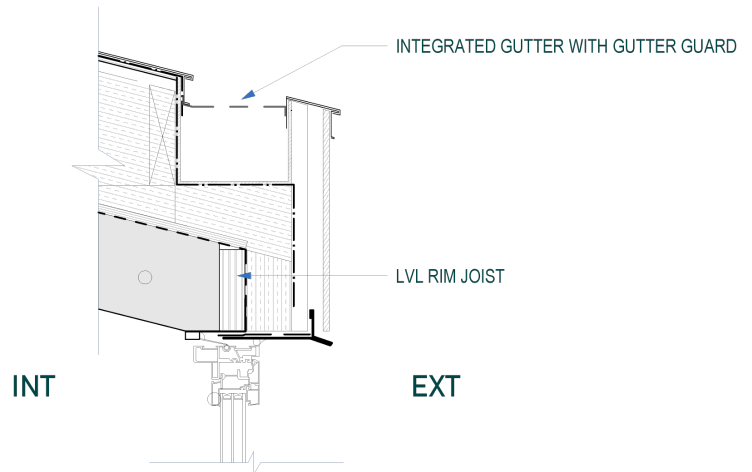 INTEGRATED GUTTER WITH GUTTER GUARD
LVL RIM JOIST
INT
EXT